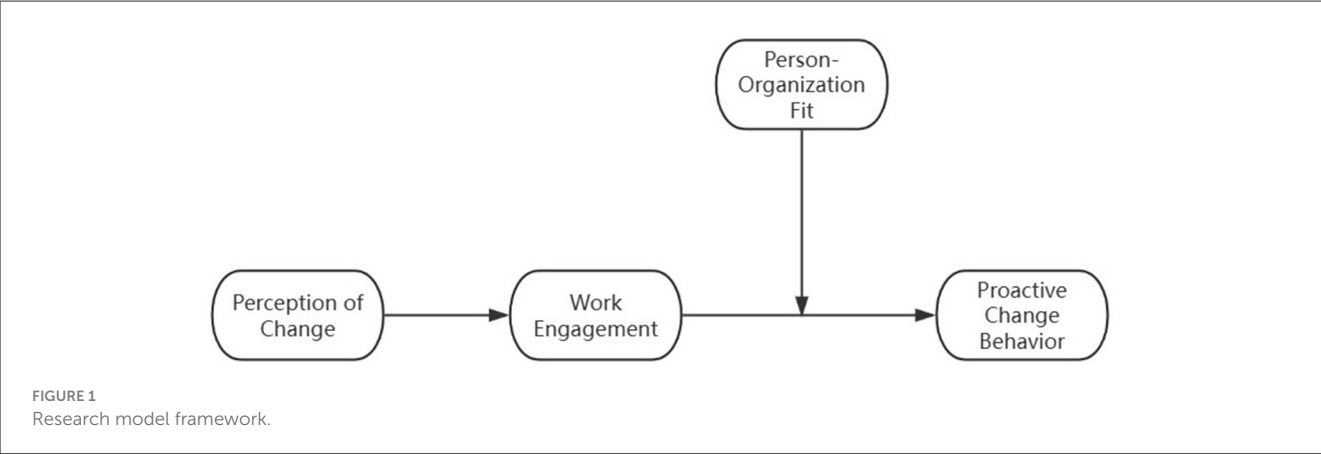 Person-
Organization
Fit
Perception of
Change
Work
Engagement
Proactive
Change
Behavior
FIGURE 1
Research model framework.